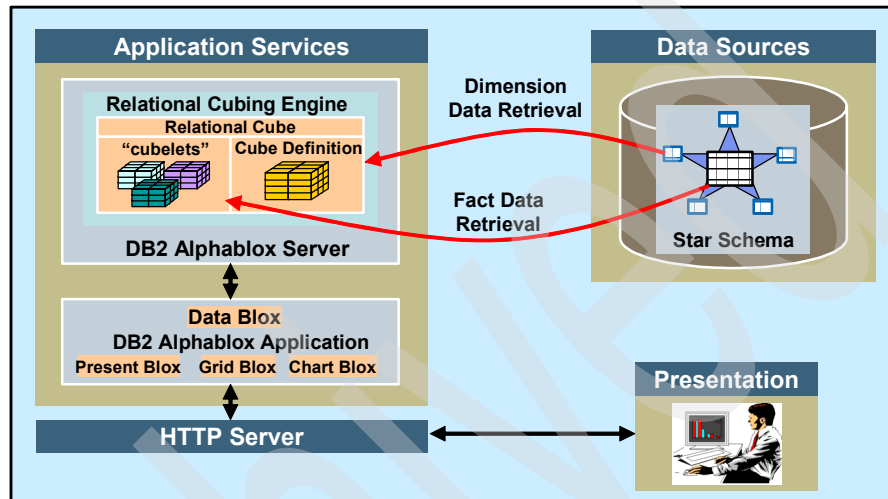 Application Services
Relational Cubing Engine
Relational Cube
“cubelets”
Cube Definition
DB2 Alphablox Server
Data Blox
DB2 Alphablox Application
Present Blox
Grid Blox
Chart Blox
HTTP Server
Dimension
Data Retrieval
Fact Data
Retrieval
Data Sources
Star Schema
Presentation